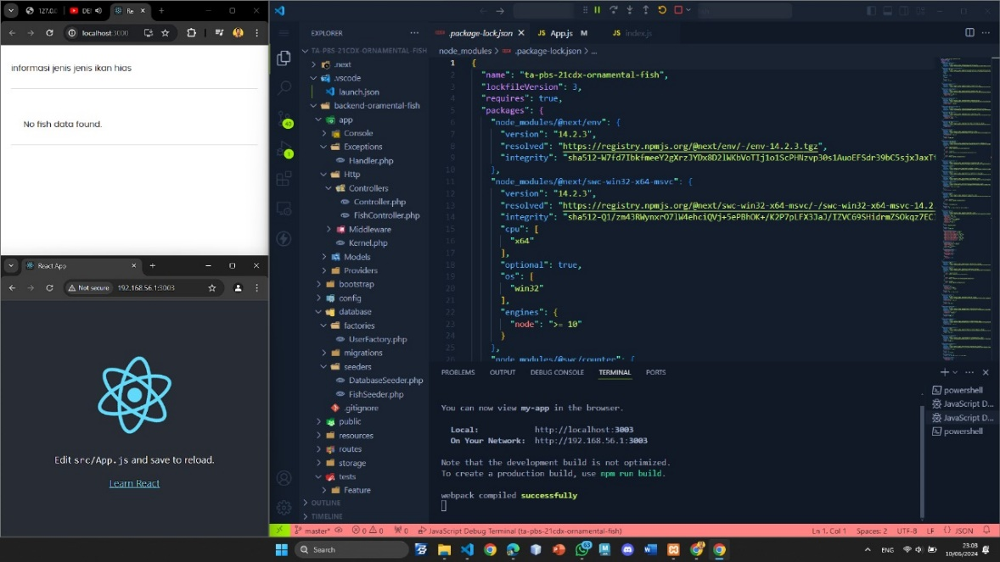 127.0.
DE
Re
localhost:3000
informasi jenis jenis ikan hias
No fish data found.
React App
Not secure
192.168.56.1:3003
Edit src/App.js and save to reload.
Learn React
EXPLORER
TA-PBS-21CDX-ORNAMENTAL-FISH
.next
.vscode
launch.json
backend-oramental-fish
app
Console
Exceptions
Handler.php
Http
Controllers
Controller.php
FishController.php
Middleware
Kernel.php
Models
Providers
bootstrap
config
database
factories
UserFactory.php
migrations
seeders
DatabaseSeeder.php
FishSeeder.php
.gitignore
public
resources
routes
storage
tests
Feature
OUTLINE
TIMELINE
40
1
.package-lock.json
JS App.js M
JS index.js
node_modules > .package-lock.json > ...
1 {
2 "name": "ta-pbs-21cdx-ornamental-fish",
3 "lockfileVersion": 3,
4 "requires": true,
5 "packages": {
6 "node_modules/@next/env": {
7 "version": "14.2.3",
8 "resolved": "https://registry.npmjs.org/@next/env/-/env-14.2.3.tgz",
9 "integrity":
10 },
11 "node_modules/@next/swc-win32-x64-msvc": {
12 "version": "14.2.3",
13 "resolved": "https://registry.npmjs.org/@next/swc-win32-x64-msvc/-/swc-win32-x64-msvc-14.2
14 "integrity":
15 "cpu": [
16 "x64"
17 ],
18 "optional": true,
19 "os": [
20 "win32"
21 ],
22 "engines": {
23 "node": ">= 10"
24 }
25 },
"node_modules/@swc/counter": {
PROBLEMS OUTPUT DEBUG CONSOLE TERMINAL PORTS
You can now view my-app in the browser.
Local: http://localhost:3003
On Your Network: http://192.168.56.1:3003
Note that the development build is not optimized.
To create a production build, use npm run build.
webpack compiled successfully
powershell
JavaScript D...
JavaScript D...
powershell
master*
0 0
0
JavaScript Debug Terminal (ta-pbs-21cdx-ornamental-fish)
Ln 1, Col 1
Spaces: 2
UTF-8
LF
{} JSON
Search
ENG
23:03
10/06/2024